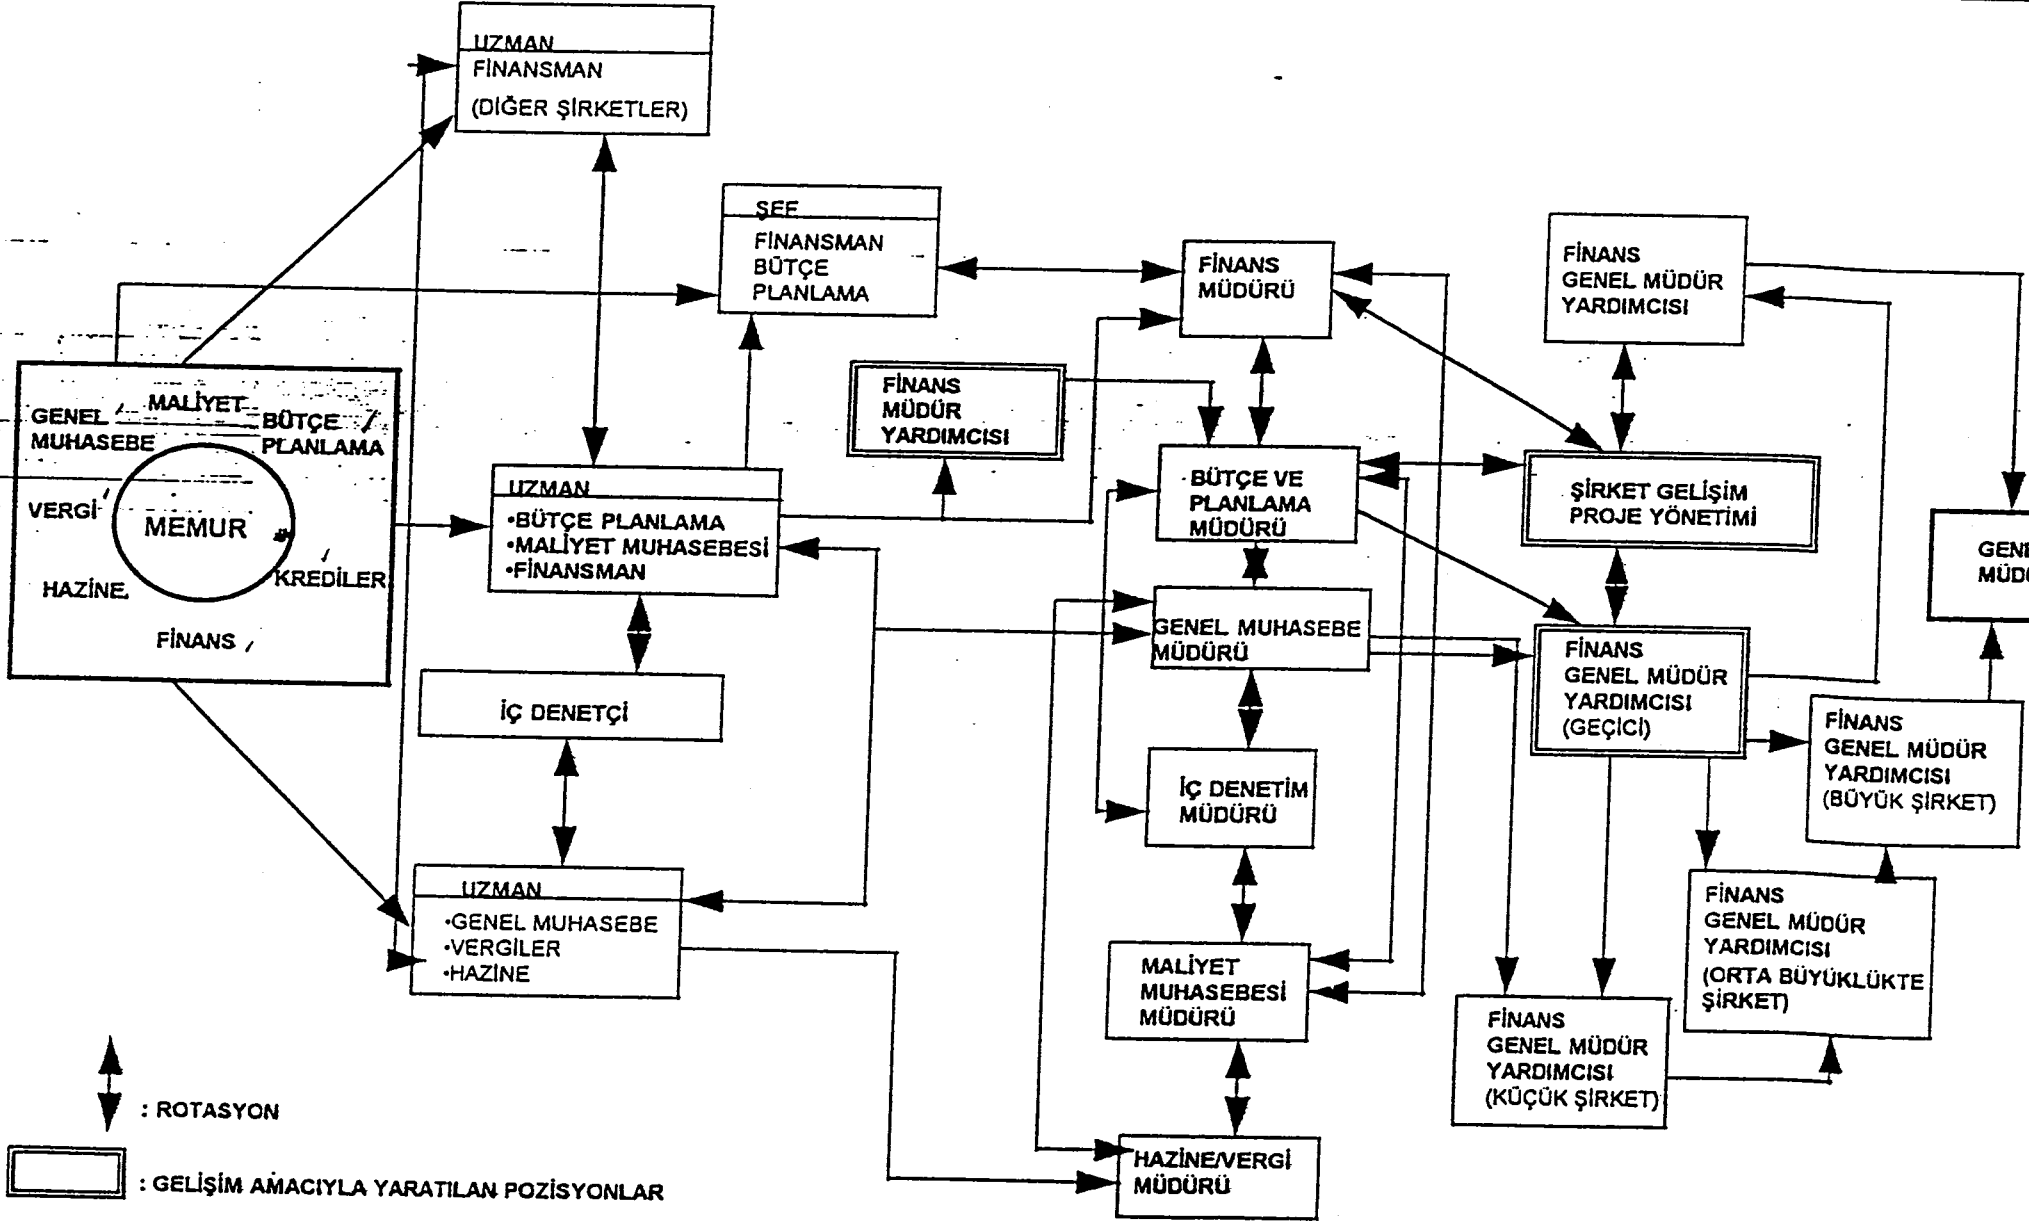 UZMAN
FİNANSMAN
(DİĞER ŞİRKETLER)
ŞEF
FİNANSMAN
BÜTÇE
PLANLAMA
FİNANS
MÜDÜRÜ
FİNANS
GENEL MÜDÜR
YARDIMCISI
GENEL
MUHASEBE
MALİYET
BÜTÇE
PLANLAMA
VERGİ
MEMUR
HAZİNE
KREDİLER
FİNANS
FİNANS
MÜDÜR
YARDIMCISI
UZMAN
•BÜTÇE PLANLAMA
•MALİYET MUHASEBESİ
•FİNANSMAN
BÜTÇE VE
PLANLAMA
MÜDÜRÜ
ŞİRKET GELİŞİM
PROJE YÖNETİMİ
GENEL MUHASEBE
MÜDÜRÜ
FİNANS
GENEL MÜDÜR
YARDIMCISI
(GEÇİCİ)
İÇ DENETÇİ
İÇ DENETİM
MÜDÜRÜ
FİNANS
GENEL MÜDÜR
YARDIMCISI
(BÜYÜK ŞİRKET)
UZMAN
•GENEL MUHASEBE
•VERGİLER
•HAZİNE
MALİYET
MUHASEBESİ
MÜDÜRÜ
FİNANS
GENEL MÜDÜR
YARDIMCISI
(ORTA BÜYÜKLÜKTE
ŞİRKET)
FİNANS
GENEL MÜDÜR
YARDIMCISI
(KÜÇÜK ŞİRKET)
HAZİNE/VERGİ
MÜDÜRÜ
: ROTASYON
: GELİŞİM AMACIYLA YARATILAN POZİSYONLAR